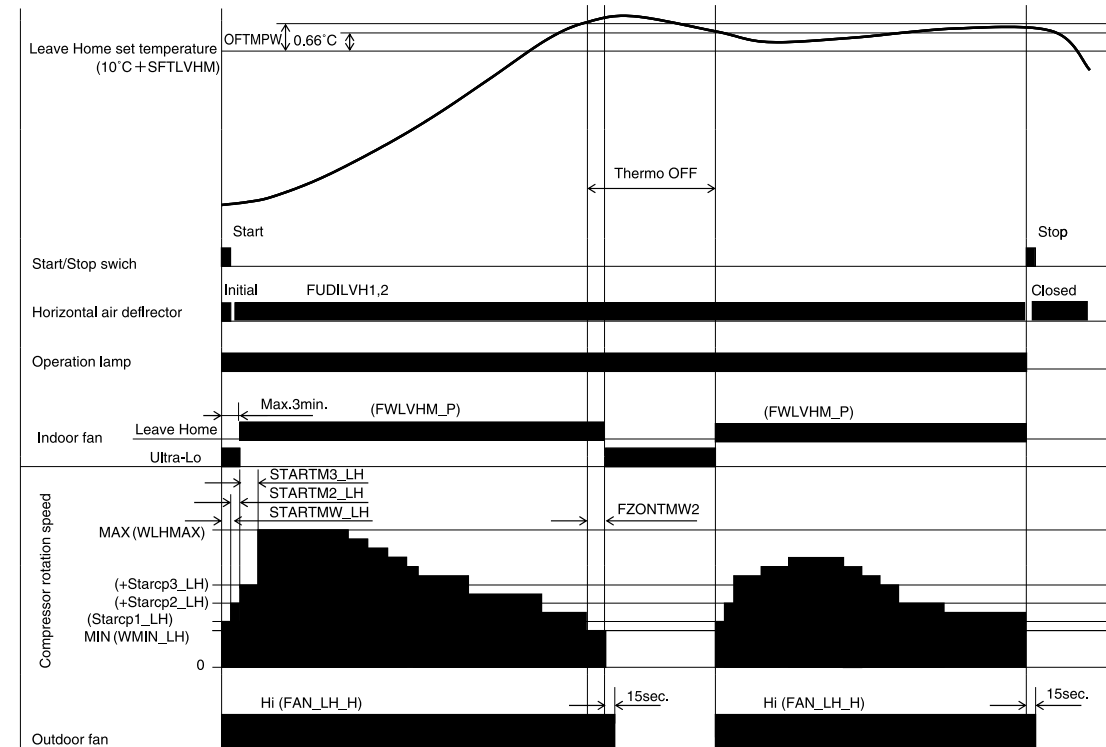 OFTMPW 0.66°C
Leave Home set temperature
(10°C＋SFTLVHM)
Thermo OFF
Start Stop
Start/Stop swich
Initial FUDILVH1,2 Closed
Horizontal air deflrector
Operation lamp
Max.3min. (FWLVHM_P) (FWLVHM_P)
Leave Home
Indoor fan
Ultra-Lo
STARTM3_LH
STARTM2_LH
STARTMW_LH FZONTMW2
Compressor rotation speed
MAX (WLHMAX)
(+Starcp3_LH)
(+Starcp2_LH)
(Starcp1_LH)
MIN (WMIN_LH)
0
Hi (FAN_LH_H) 15sec. Hi (FAN_LH_H) 15sec.
Outdoor fan